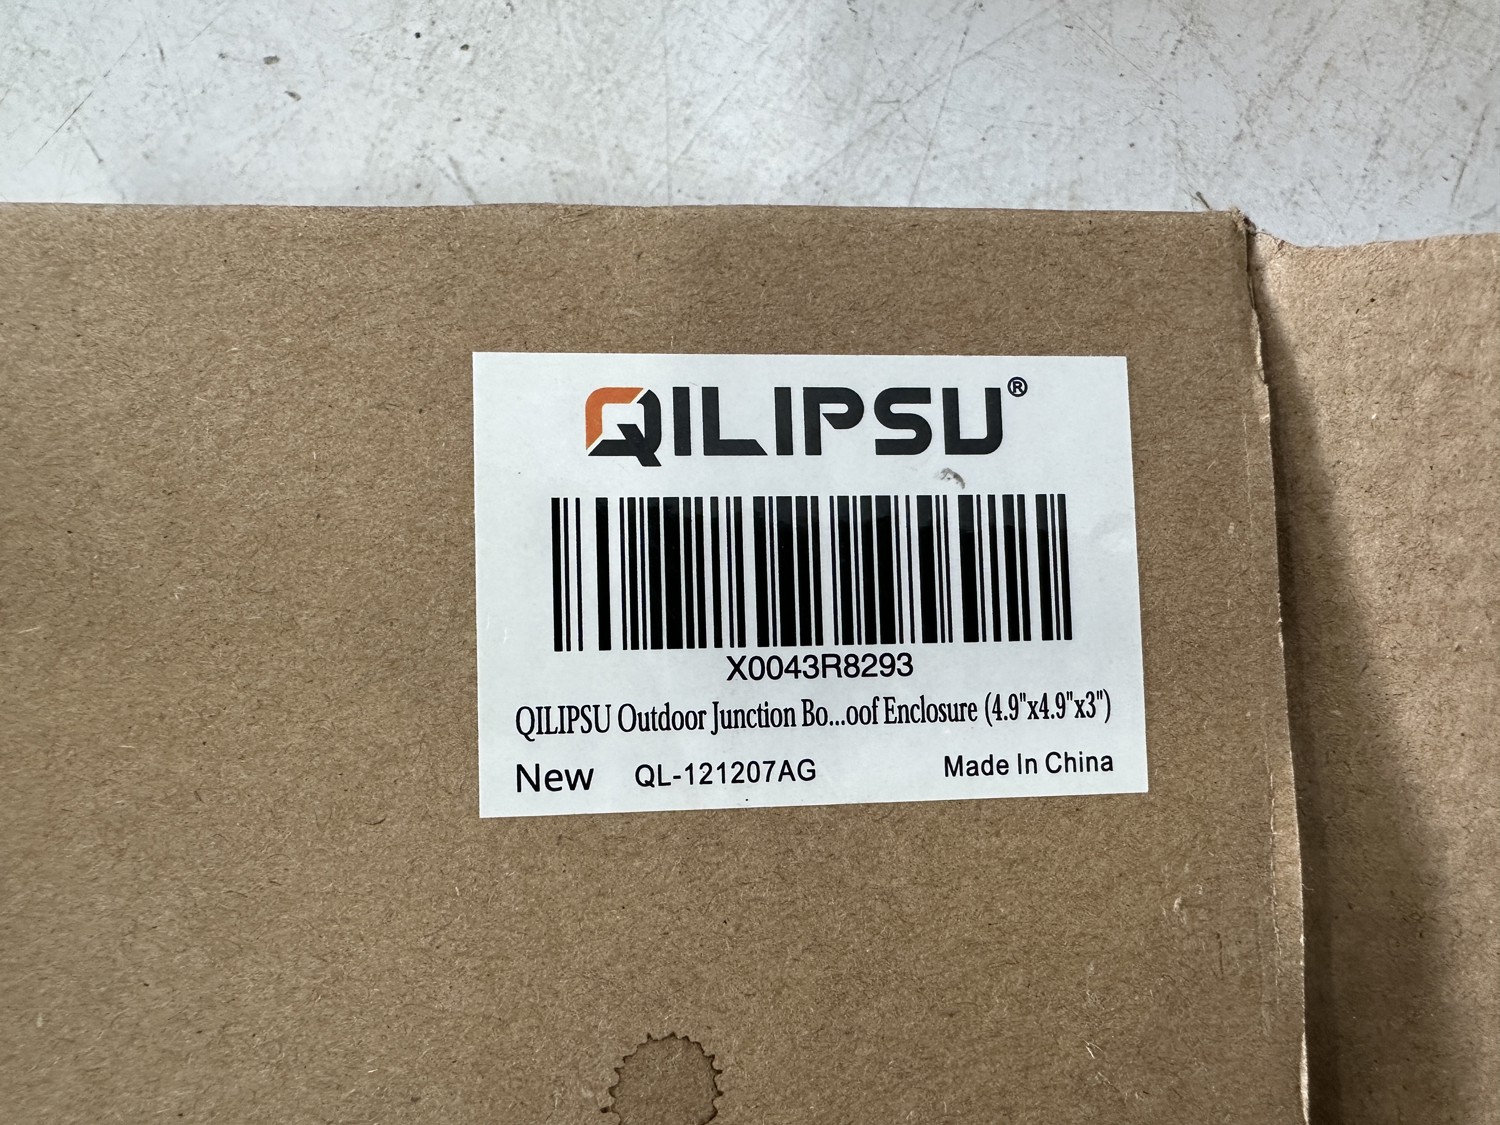 QILIPSU®
X0043R8293
QILIPSU Outdoor Junction Bo...oof Enclosure (4.9"x4.9"x3")
New QL-121207AG Made In China